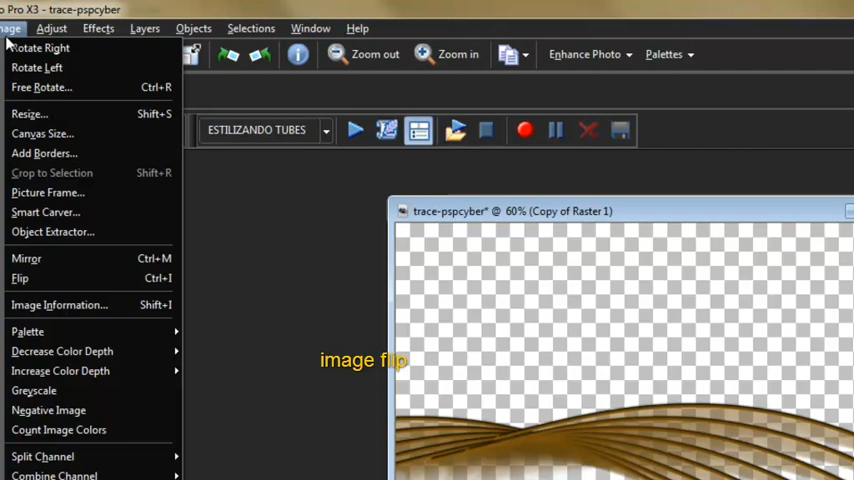 o Pro X3 - trace-pspcyber
mage Adjust Effects Layers Objects Selections Window Help
Zoom out Zoom in Enhance Photo Palettes
Rotate Right
Rotate Left
Free Rotate... Ctrl+R
Resize... Shift+S
Canvas Size...
Add Borders...
Crop to Selection Shift+R
Picture Frame...
Smart Carver...
Object Extractor...
Mirror Ctrl+M
Flip Ctrl+I
Image Information... Shift+I
Palette
Decrease Color Depth
Increase Color Depth
Greyscale
Negative Image
Count Image Colors
Split Channel
Combine Channel
ESTILIZANDO TUBES
trace-pspcyber* @ 60% (Copy of Raster 1)
image flip